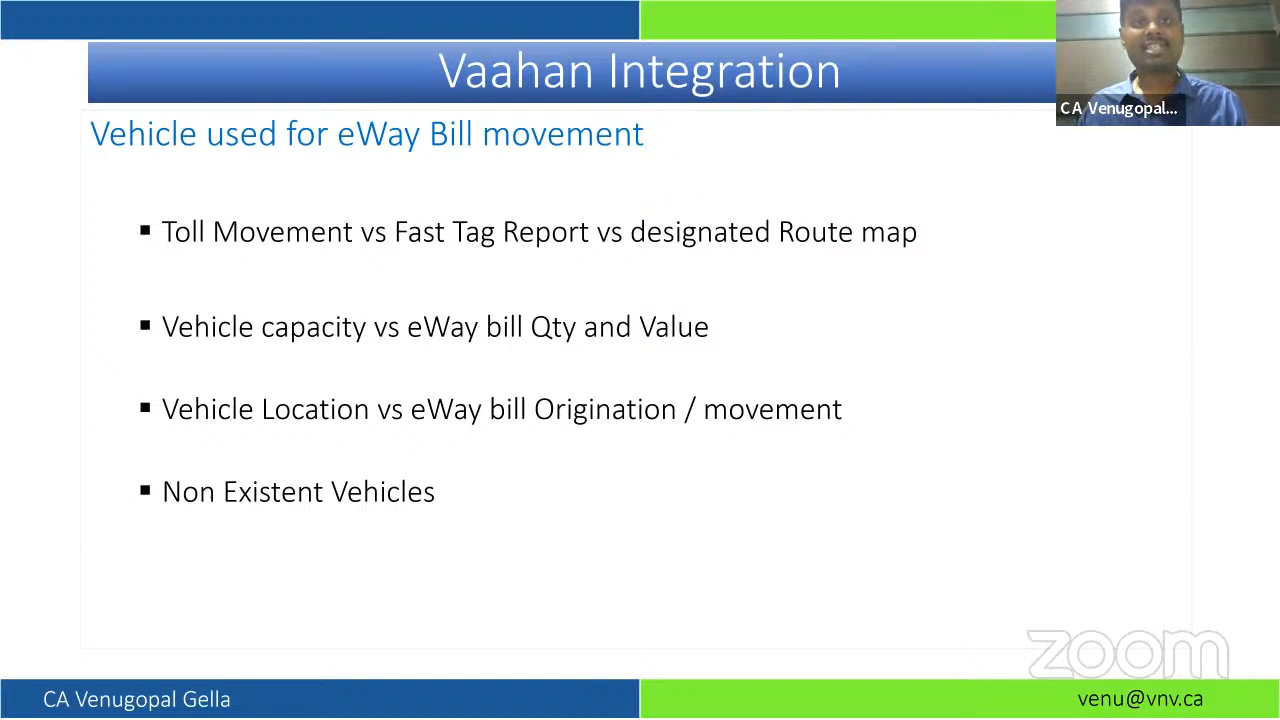 Vaahan Integration
CA Venugopal...
Vehicle used for eWay Bill movement
▪ Toll Movement vs Fast Tag Report vs designated Route map
▪ Vehicle capacity vs eWay bill Qty and Value
▪ Vehicle Location vs eWay bill Origination / movement
▪ Non Existent Vehicles
zoom
CA Venugopal Gella
venu@vnv.ca